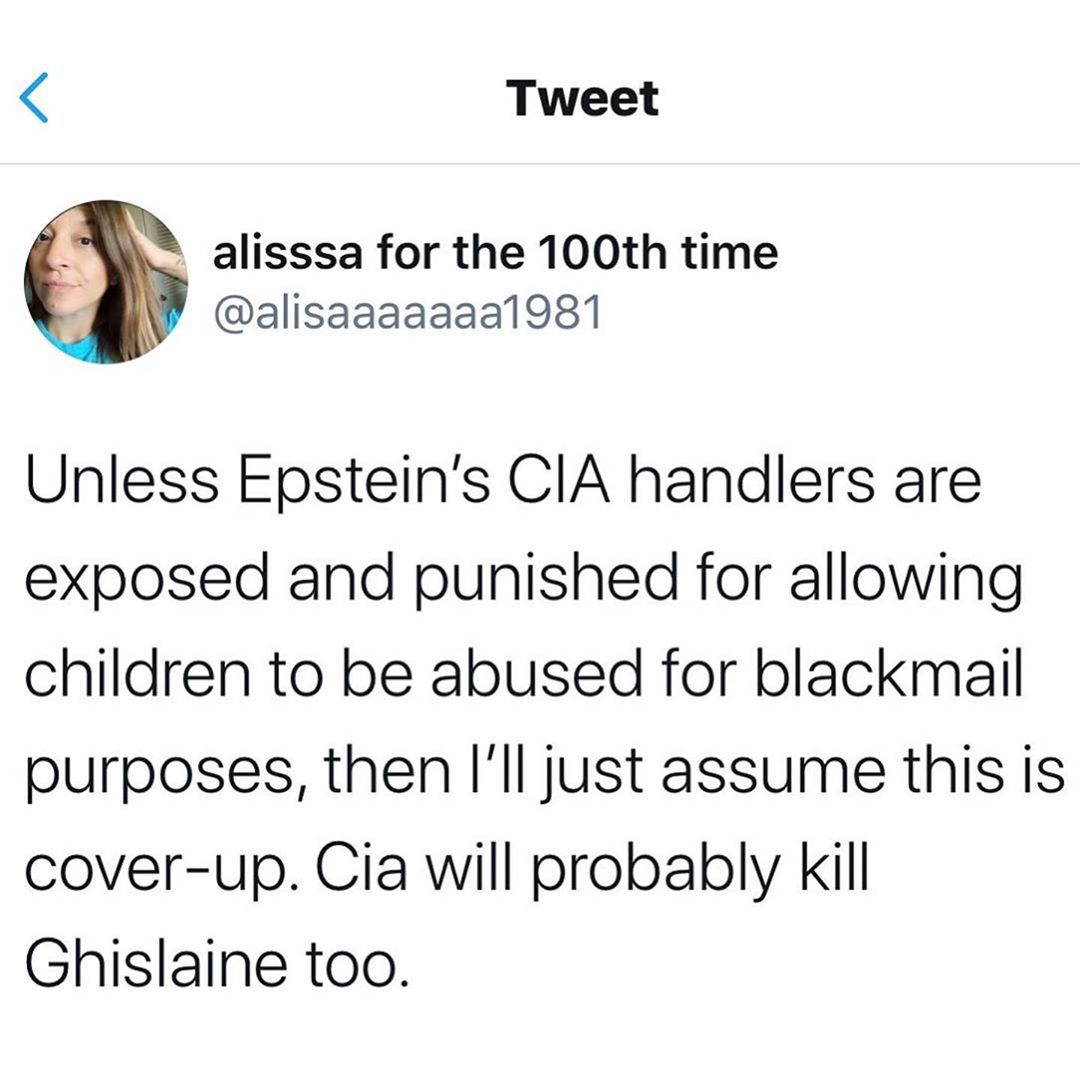 Tweet
alisssa for the 100th time
@alisaaaaaaa1981
Unless Epstein’s CIA handlers are
exposed and punished for allowing
children to be abused for blackmail
purposes, then I’ll just assume this is
cover-up. Cia will probably kill
Ghislaine too.